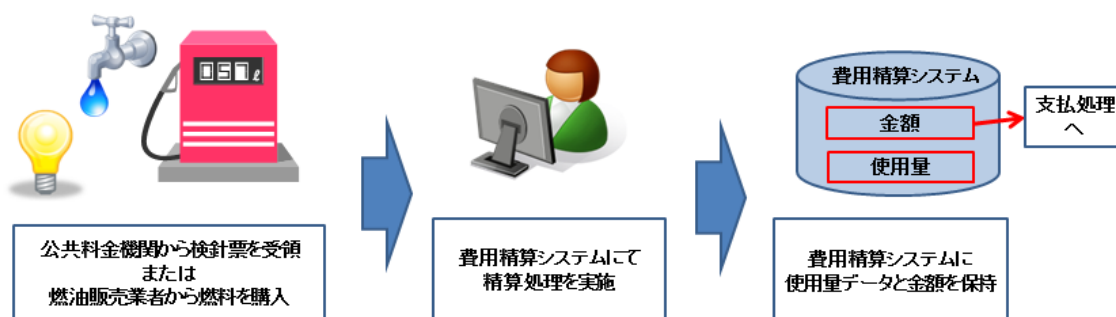 050ℓ
公共料金機関から検針票を受領
または
燃油販売業者から燃料を購入
費用精算システムにて
精算処理を実施
費用精算システム
金額
使用量
支払処理
へ
費用精算システムに
使用量データと金額を保持